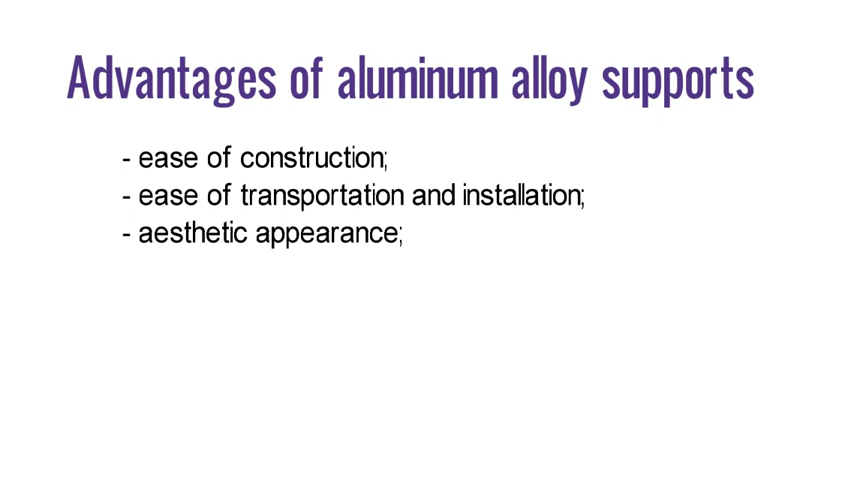 Advantages of aluminum alloy supports
- ease of construction;
- ease of transportation and installation;
- aesthetic appearance;